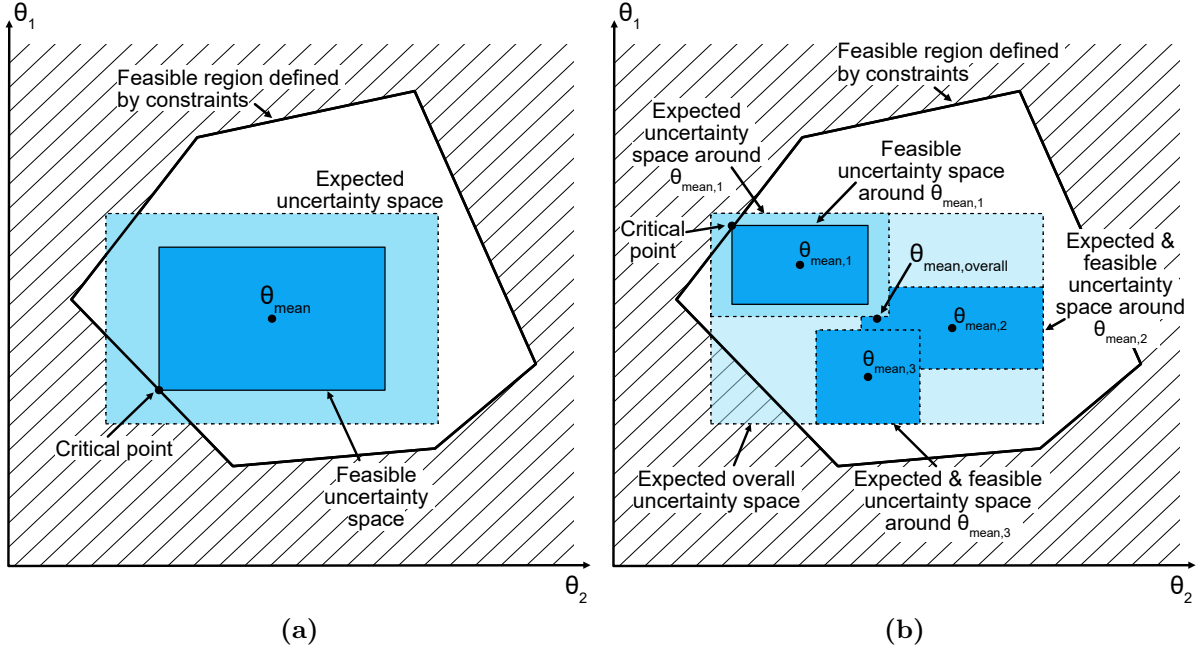 θ1
Feasible region defined
by constraints
Expected
uncertainty space
θmean
Critical point
Feasible
uncertainty
space
θ2
(a)
θ1
Feasible region defined
by constraints
Expected
uncertainty
space around
θmean,1
Feasible
uncertainty space
around θmean,1
Critical
point
θmean,1
θmean,overall
Expected &
feasible
uncertainty
space around
θmean,2
θmean,2
θmean,3
Expected overall
uncertainty space
Expected & feasible
uncertainty space
around θmean,3
θ2
(b)